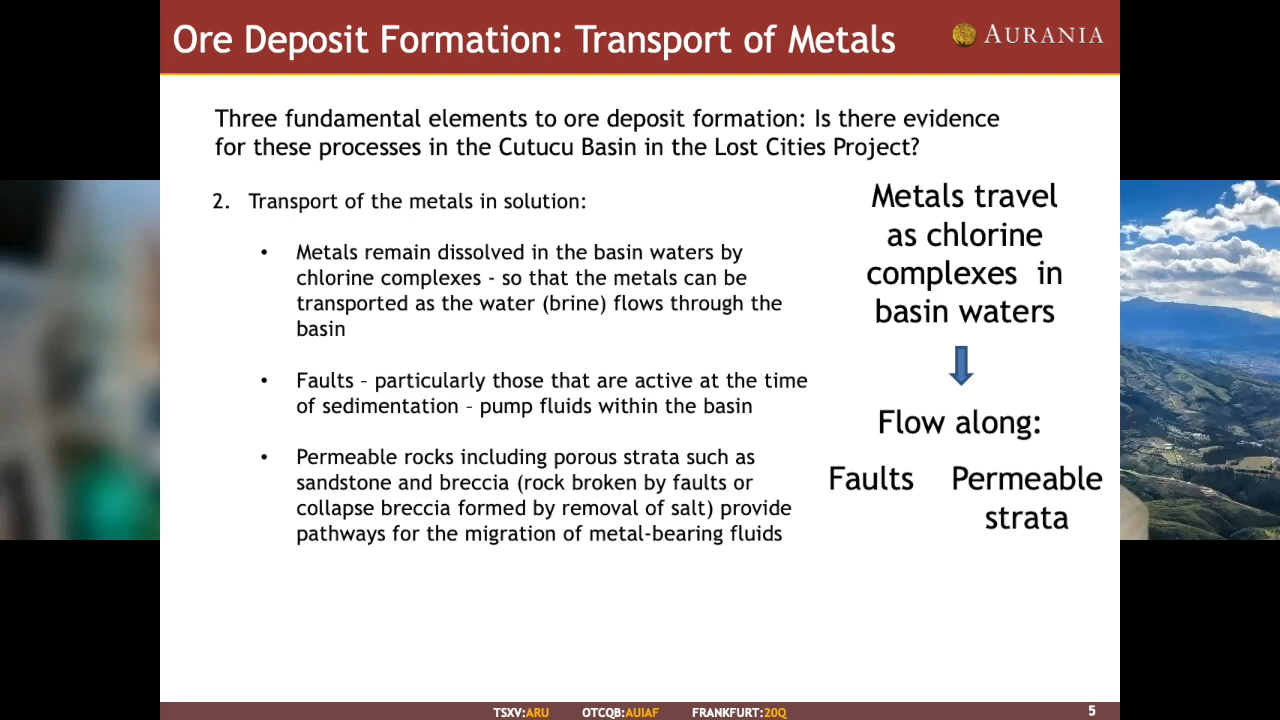 Ore Deposit Formation: Transport of Metals
AURANIA
Three fundamental elements to ore deposit formation: Is there evidence
for these processes in the Cutucu Basin in the Lost Cities Project?
2. Transport of the metals in solution:
• Metals remain dissolved in the basin waters by
chlorine complexes - so that the metals can be
transported as the water (brine) flows through the
basin
• Faults – particularly those that are active at the time
of sedimentation – pump fluids within the basin
• Permeable rocks including porous strata such as
sandstone and breccia (rock broken by faults or
collapse breccia formed by removal of salt) provide
pathways for the migration of metal-bearing fluids
Metals travel
as chlorine
complexes in
basin waters
Flow along:
Faults Permeable
strata
TSXV:ARU OTCQB:AUIAF FRANKFURT:20Q
5